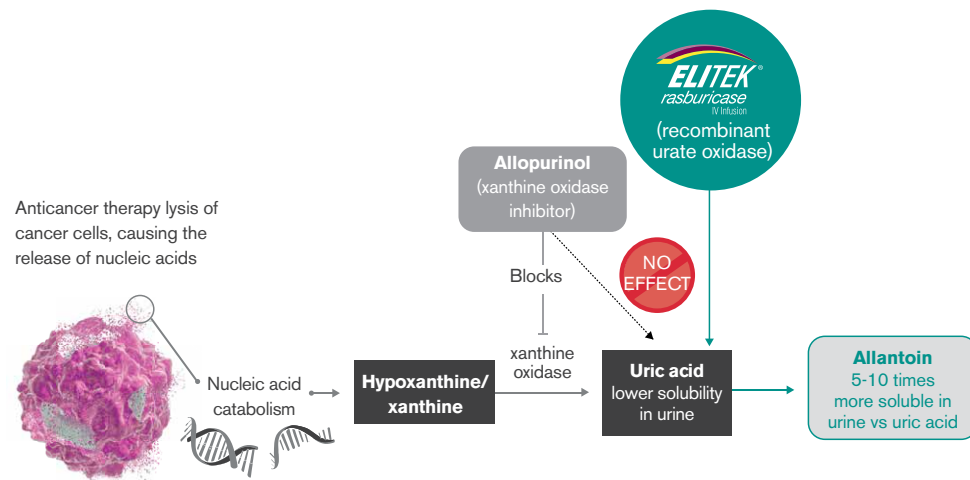 ELITEK®
rasburicase
IV Infusion
(recombinant
urate oxidase)
Allopurinol
(xanthine oxidase
inhibitor)
Anticancer therapy lysis of
cancer cells, causing the
release of nucleic acids
NO
EFFECT
Blocks
xanthine
oxidase
Nucleic acid
catabolism
Hypoxanthine/
xanthine
Uric acid
lower solubility
in urine
Allantoin
5-10 times
more soluble in
urine vs uric acid